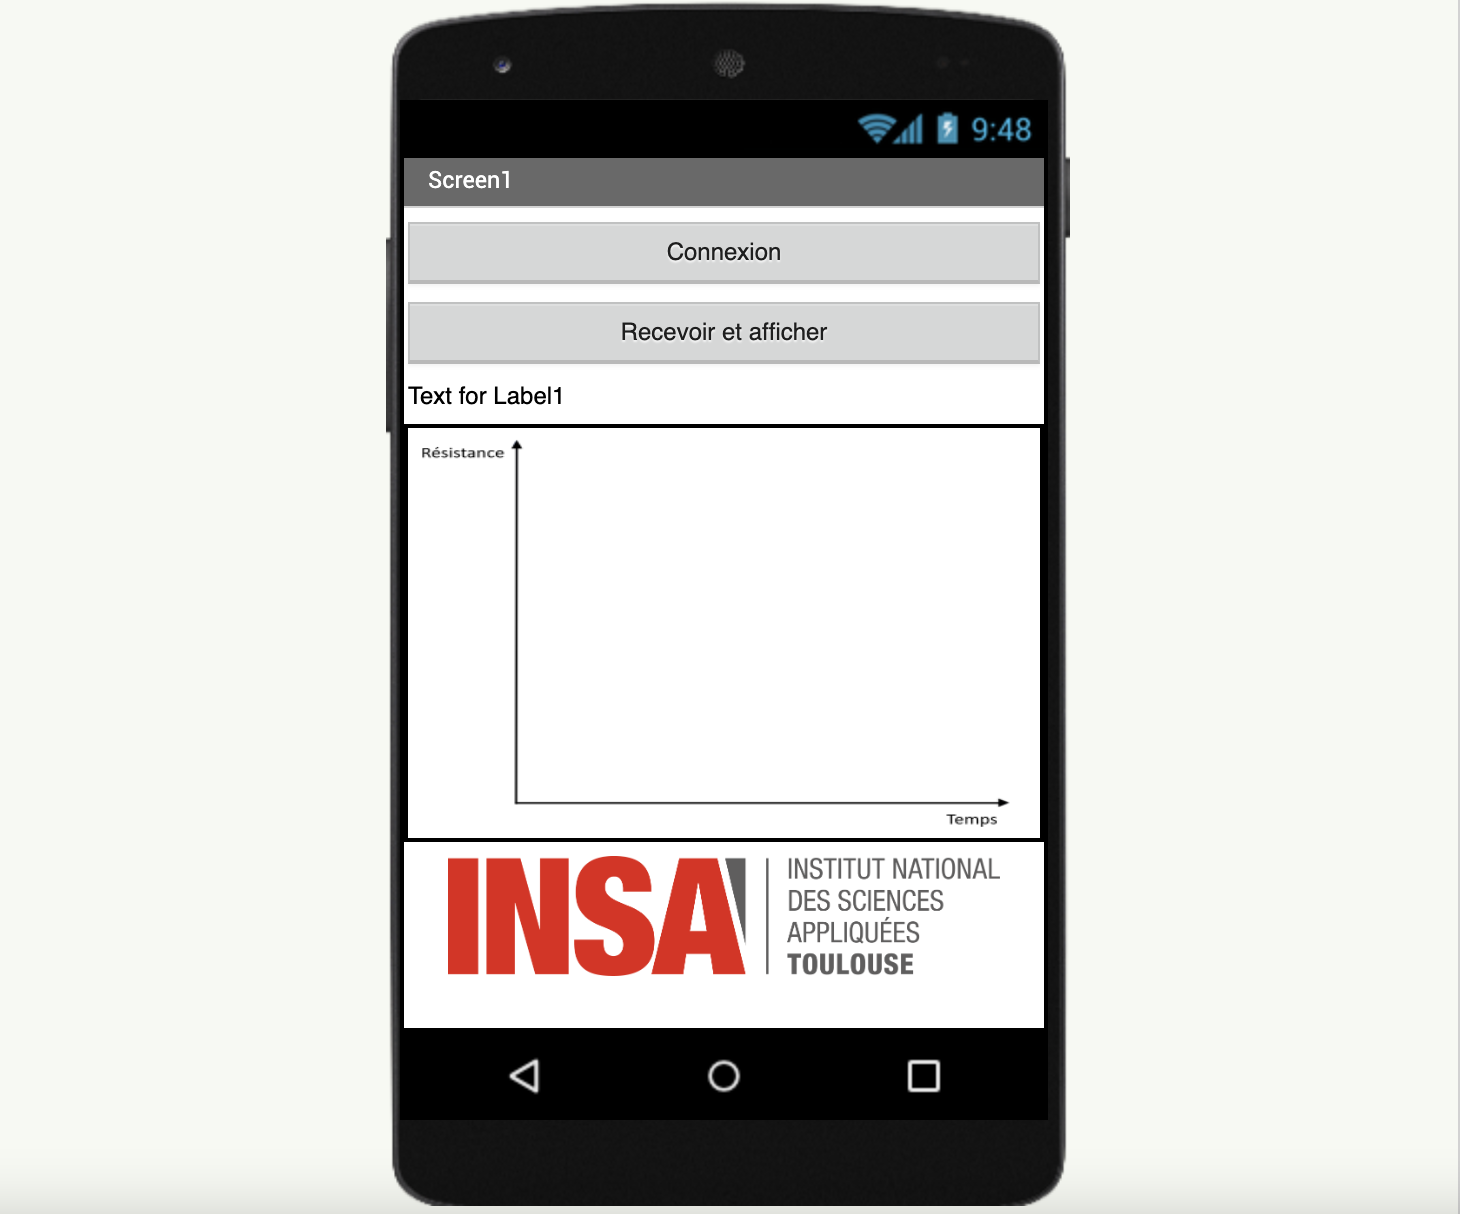 9:48
Screen1
Connexion
Recevoir et afficher
Text for Label1
Résistance
Temps
INSA
INSTITUT NATIONAL
DES SCIENCES
APPLIQUÉES
TOULOUSE